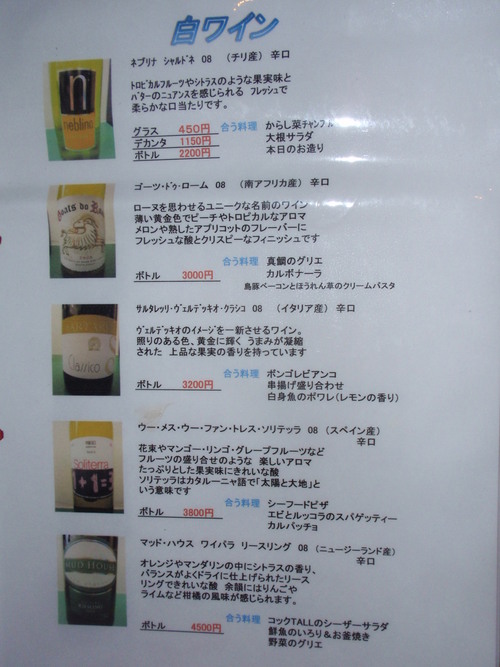 白ワイン
ネブリナ シャルドネ 08 （チリ産） 辛口
トロピカルフルーツやシトラスのような果実味と
バターのニュアンスを感じられる フレッシュで
柔らかな口当たりです。
グラス 450円 合う料理 からし菜チャンプル
デカンタ 1150円 大根サラダ
ボトル 2200円 本日のお造り
ゴーツ・ドゥ・ローム 08 （南アフリカ産） 辛口
ローヌを思わせるユニークな名前のワイン
薄い黄金色でピーチやトロピカルなアロマ
メロンや熟したアプリコットのフレーバーに
フレッシュな酸とクリスピーなフィニッシュです
合う料理 真鯛のグリエ
ボトル 3000円 カルボナーラ
島豚ベーコンとほうれん草のクリームパスタ
サルタレッリ・ヴェルデッキオ・クラシコ 08 （イタリア産） 辛口
ヴェルデッキオのイメージを一新させるワイン。
照りのある色、黄金に輝く うまみが凝縮
された 上品な果実の香りを持っています
合う料理 ボンゴレビアンコ
ボトル 3200円 串揚げ盛り合わせ
白身魚のポワレ（レモンの香り）
ウー・メス・ウー・ファン・トレス・ソリテッラ 08 （スペイン産）
辛口
花束やマンゴー・リンゴ・グレープフルーツなど
フルーツの盛り合せのような 楽しいアロマ
たっぷりとした果実味にきれいな酸
ソリテッラはカタルーニャ語で「太陽と大地」と
いう意味です
合う料理 シーフードピザ
ボトル 3800円 エビとルッコラのスパゲッティー
カルパッチョ
マッド・ハウス ワイパラ リースリング 08 （ニュージーランド産）
辛口
オレンジやマンダリンの中にシトラスの香り、
バランスがよくドライに仕上げられたリース
リングできれいな酸 余韻にはりんごや
ライムなど柑橘の風味が感じられます。
合う料理 コックTALLのシーザーサラダ
ボトル 4500円 鮮魚のいろり＆お釜焼き
野菜のグリエ
n
neblina
Goats do Roam
Classico
Soliterra
1+1=3
MUD HOUSE